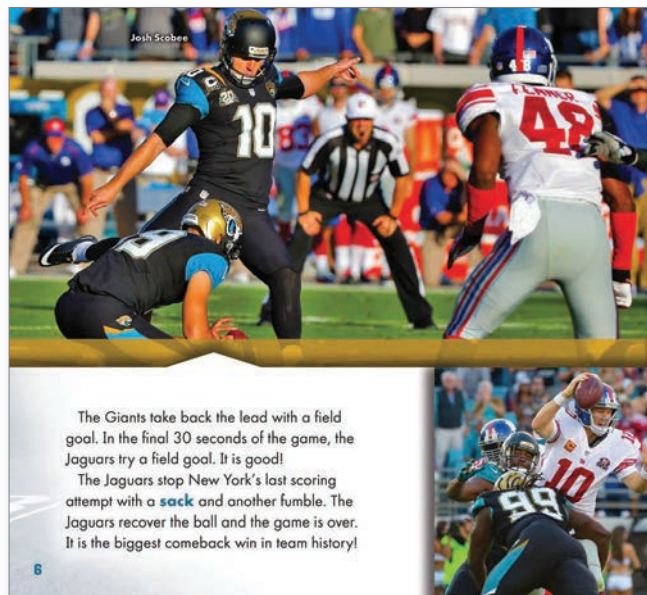 Josh Scobee
10
48
FENNER
48
83
10
99
The Giants take back the lead with a field
goal. In the final 30 seconds of the game, the
Jaguars try a field goal. It is good!
The Jaguars stop New York's last scoring
attempt with a sack and another fumble. The
Jaguars recover the ball and the game is over.
It is the biggest comeback win in team history!
6